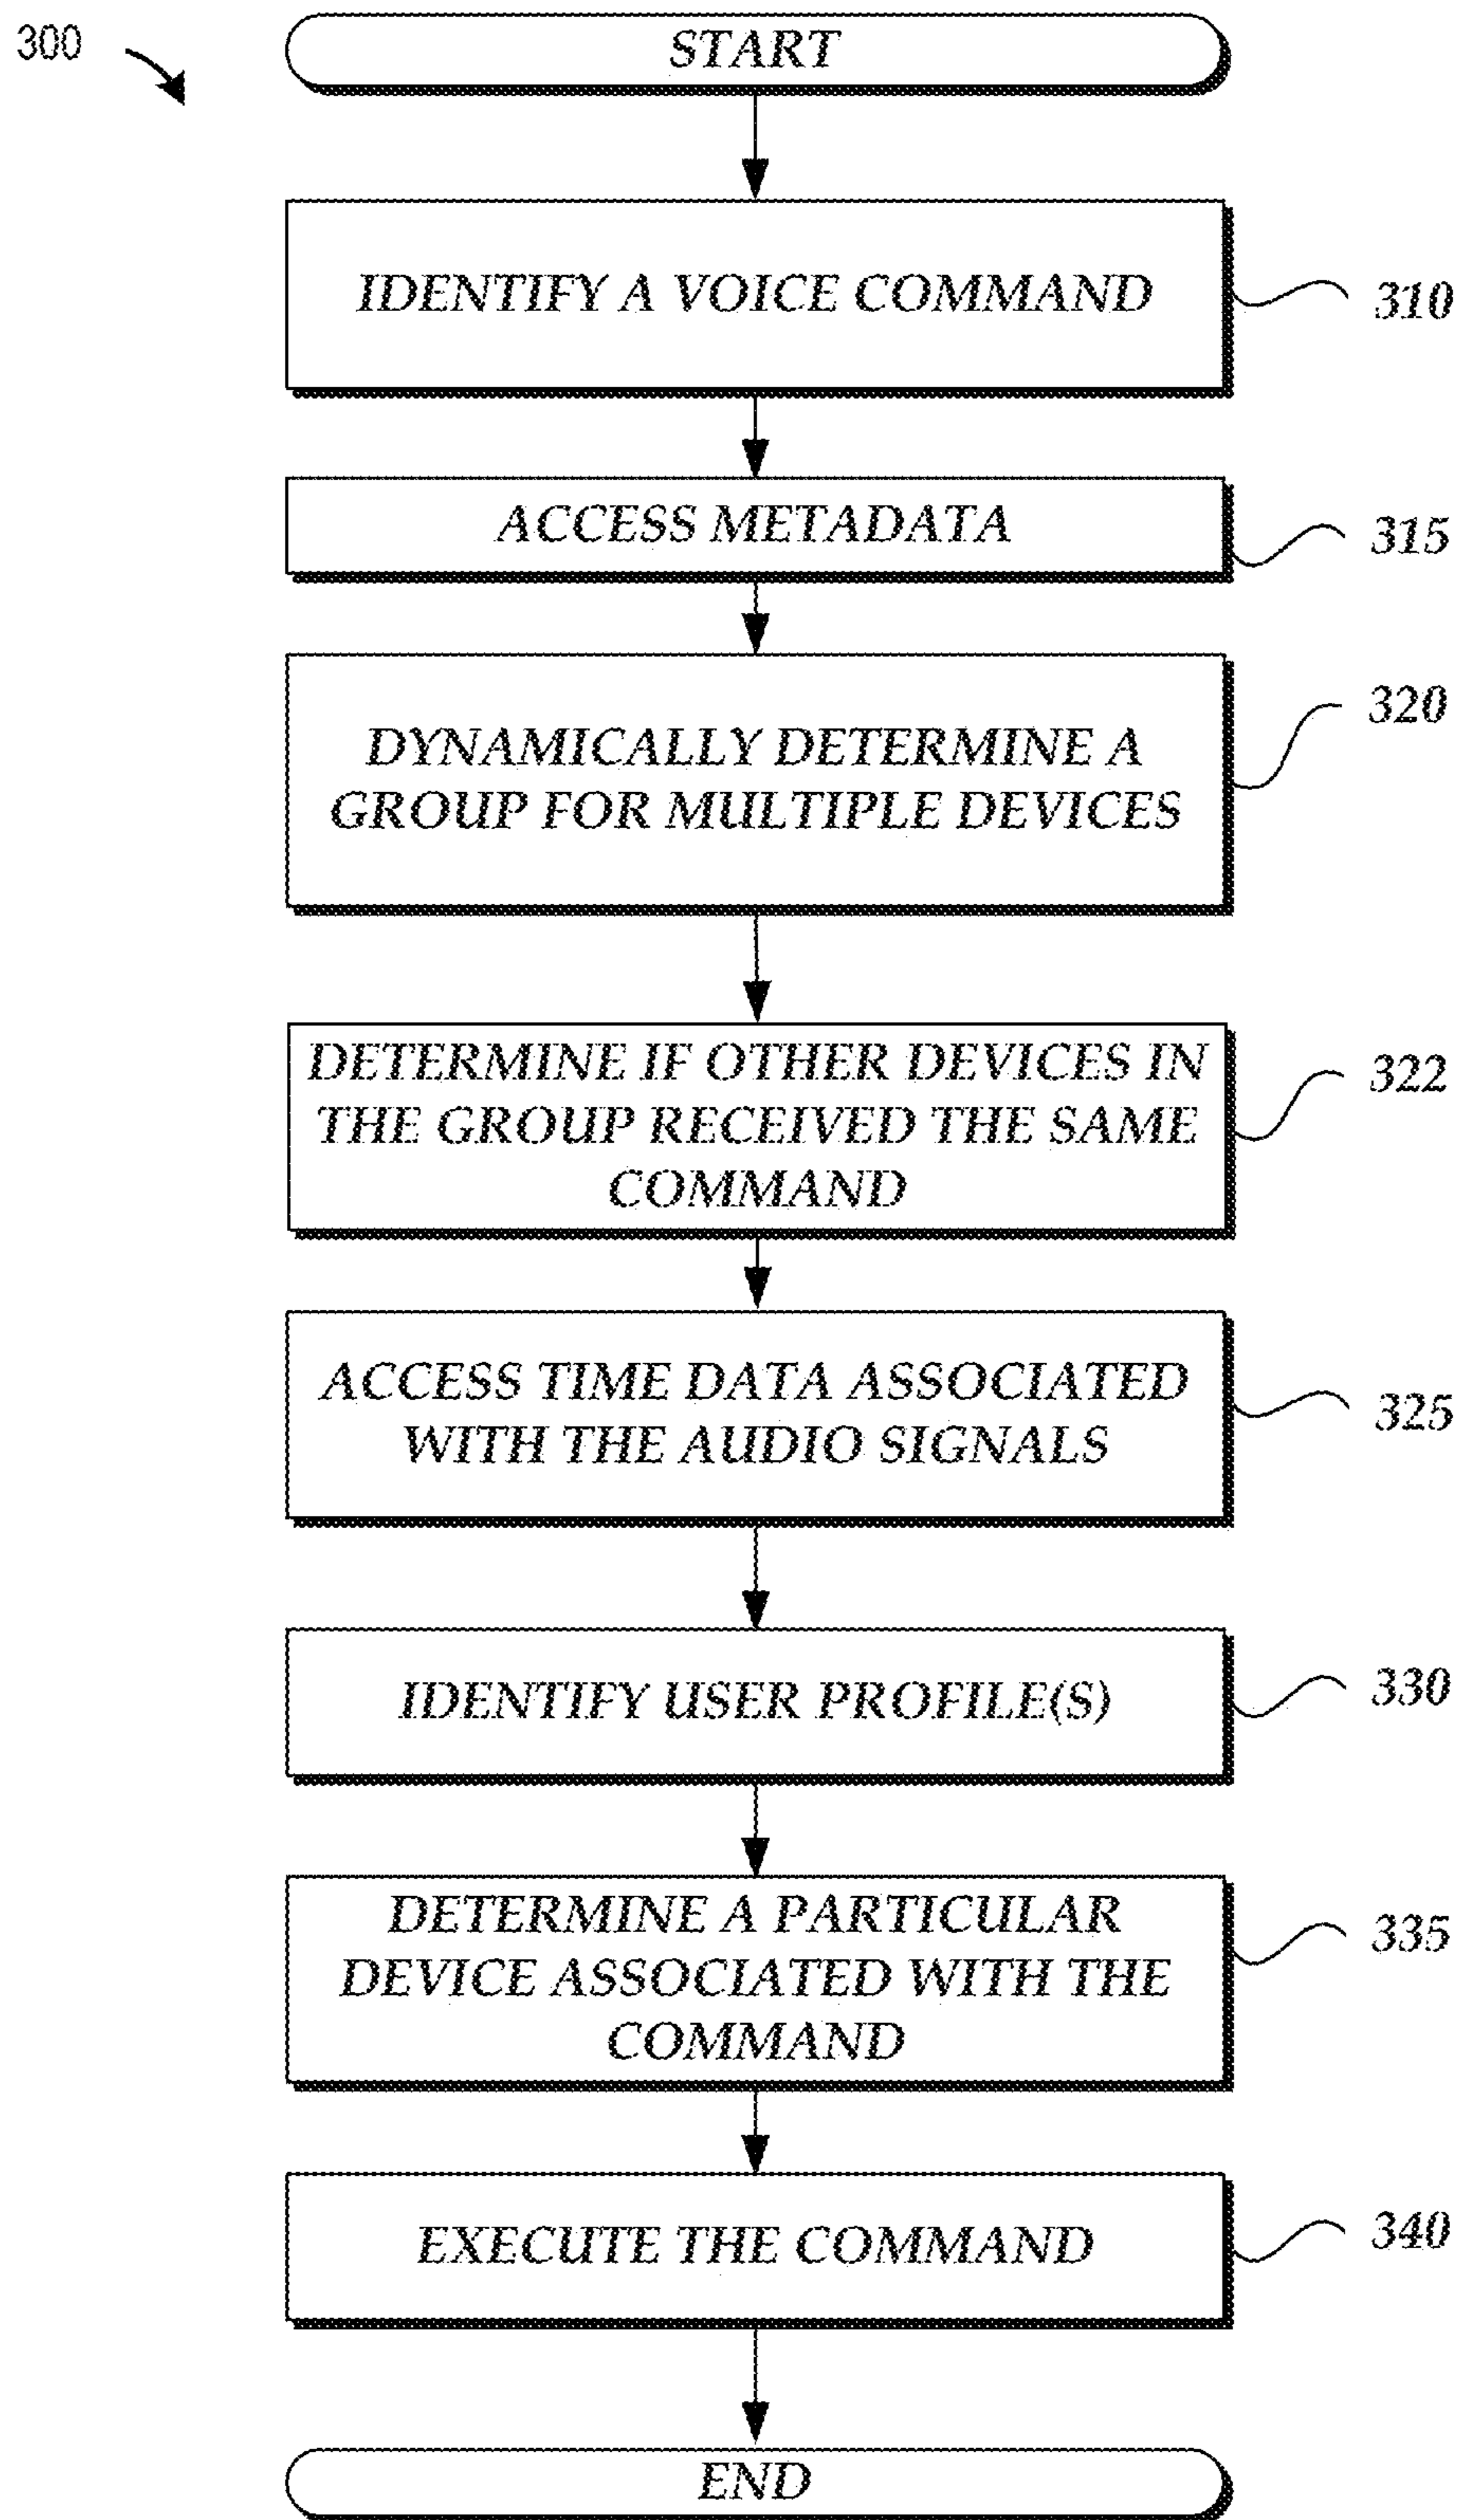 300
START
IDENTIFY A VOICE COMMAND
310
ACCESS METADATA
315
DYNAMICALLY DETERMINE A
GROUP FOR MULTIPLE DEVICES
320
DETERMINE IF OTHER DEVICES IN
THE GROUP RECEIVED THE SAME
COMMAND
322
ACCESS TIME DATA ASSOCIATED
WITH THE AUDIO SIGNALS
325
IDENTIFY USER PROFILE(S)
330
DETERMINE A PARTICULAR
DEVICE ASSOCIATED WITH THE
COMMAND
335
EXECUTE THE COMMAND
340
END